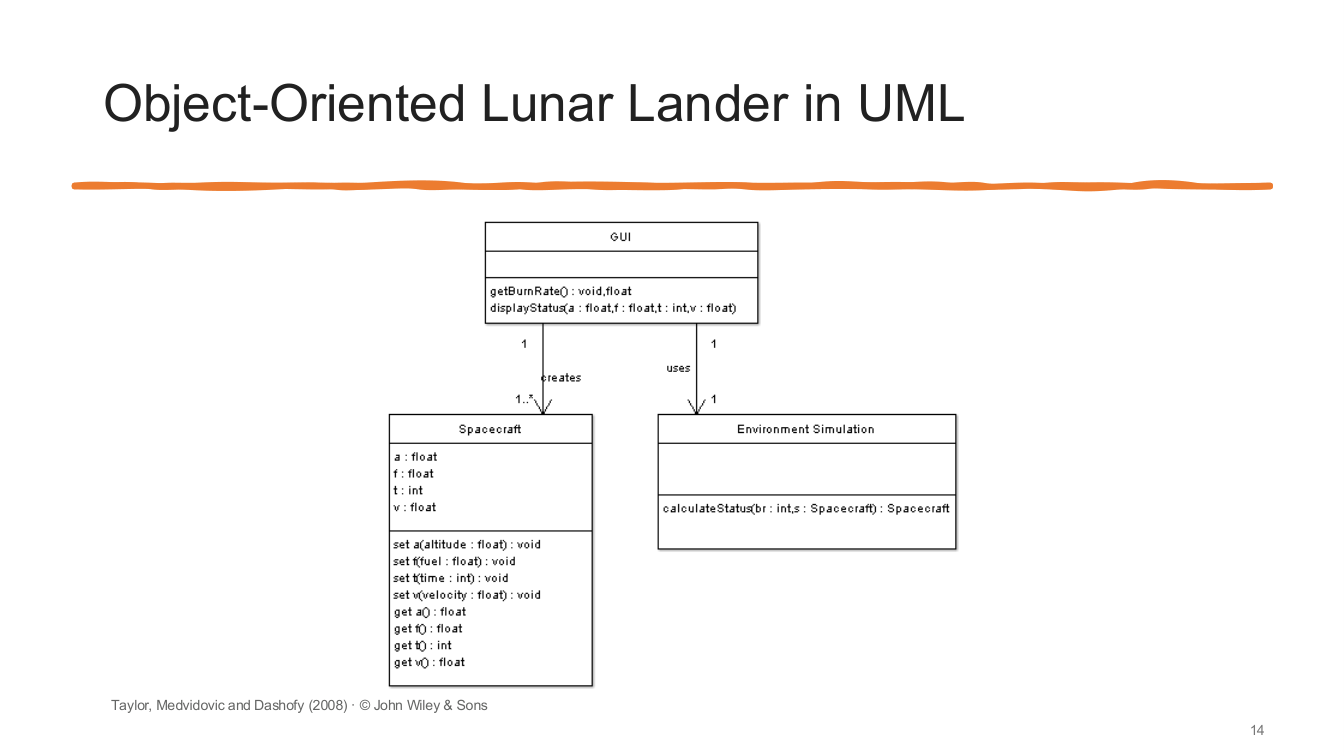 Object-Oriented Lunar Lander in UML
GUI
getBurnRate() : void,float
displayStatus(a : float,f : float,t : int,v : float)
1
1
creates
uses
1..*
1
Spacecraft
a : float
f : float
t : int
v : float
set a(altitude : float) : void
set f(fuel : float) : void
set t(time : int) : void
set v(velocity : float) : void
get a() : float
get f() : float
get t() : int
get v() : float
Environment Simulation
calculateStatus(br : int,s : Spacecraft) : Spacecraft
Taylor, Medvidovic and Dashofy (2008) · © John Wiley & Sons
14